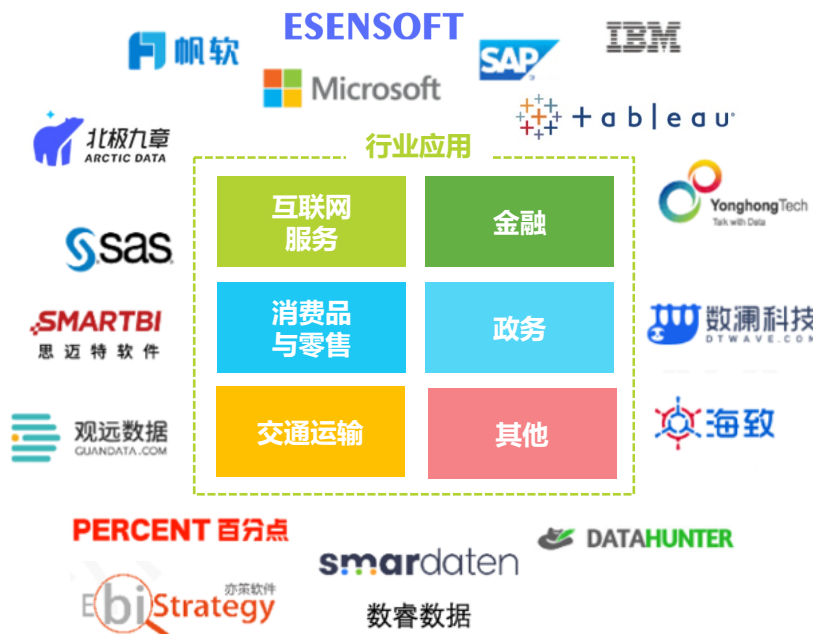 ESENSOFT
帆软
SAP
IBM
Microsoft
+ableau
北极九章
ARCTIC DATA
行业应用
互联网
服务
金融
YonghongTech
Talk with Data
sas
消费品
与零售
政务
SMARTBI
思迈特软件
数澜科技
DTWAVE.COM
交通运输
其他
观远数据
GUANDATA.COM
海致
PERCENT 百分点
DATAHUNTER
smardaten
数睿数据
亦策软件
EbiStrategy